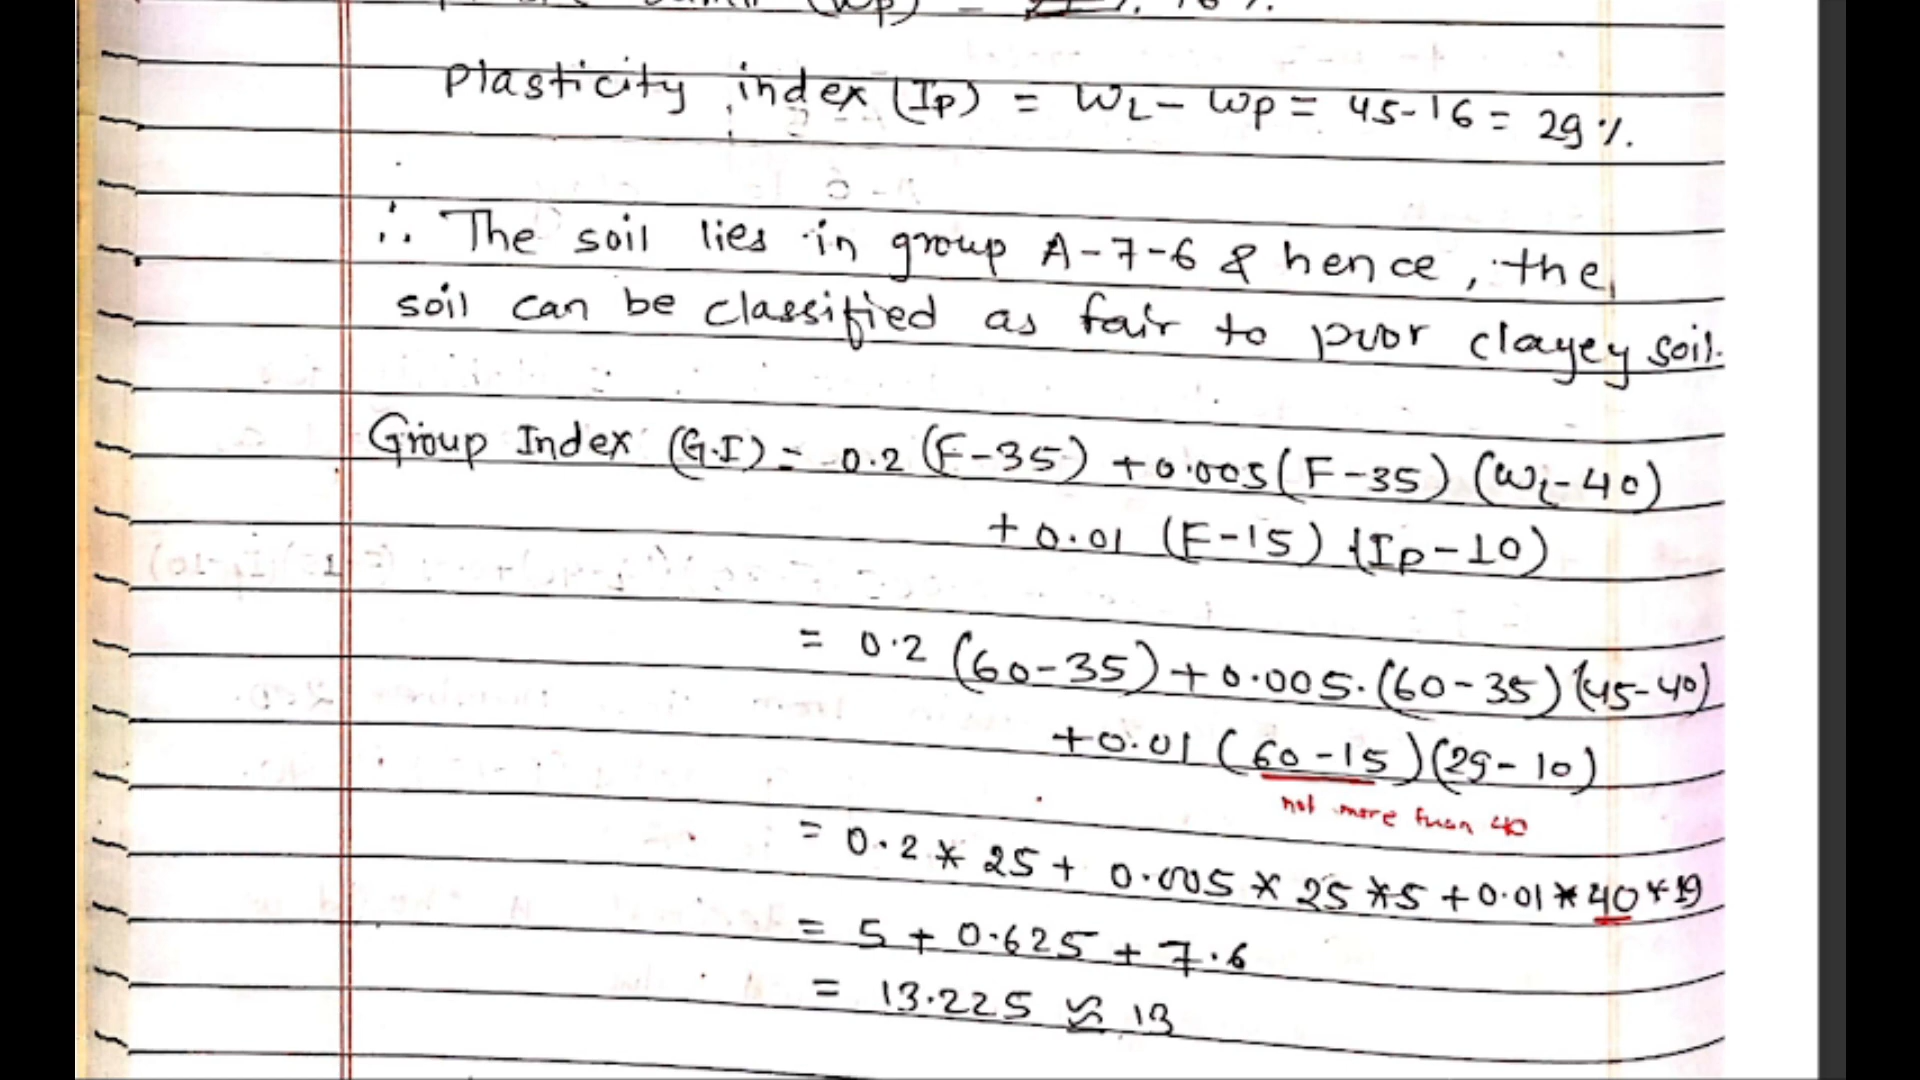 (Wp) = 16 %.
Plasticity index (Ip) = WL - Wp = 45-16 = 29 %.
∴ The soil lies in group A-7-6 & hence, the
soil can be classified as fair to poor clayey soil.
Group Index (G.I) = 0.2 (F-35) + 0.005 (F-35) (WL-40)
+ 0.01 (F-15) (Ip-10)
= 0.2 (60-35) + 0.005. (60-35) (45-40)
+0.01 (60-15) (29-10)
not more than 40
= 0.2 * 25 + 0.005 * 25 * 5 + 0.01 * 40 * 19
= 5 + 0.625 + 7.6
= 13.225 ≈ 13